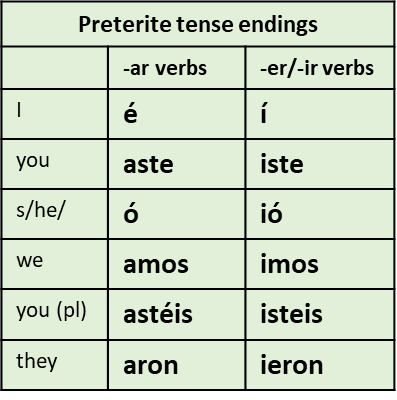 Preterite tense endings
-ar verbs -er/-ir verbs
I é í
you aste iste
s/he/ ó ió
we amos imos
you (pl) astéis isteis
they aron ieron